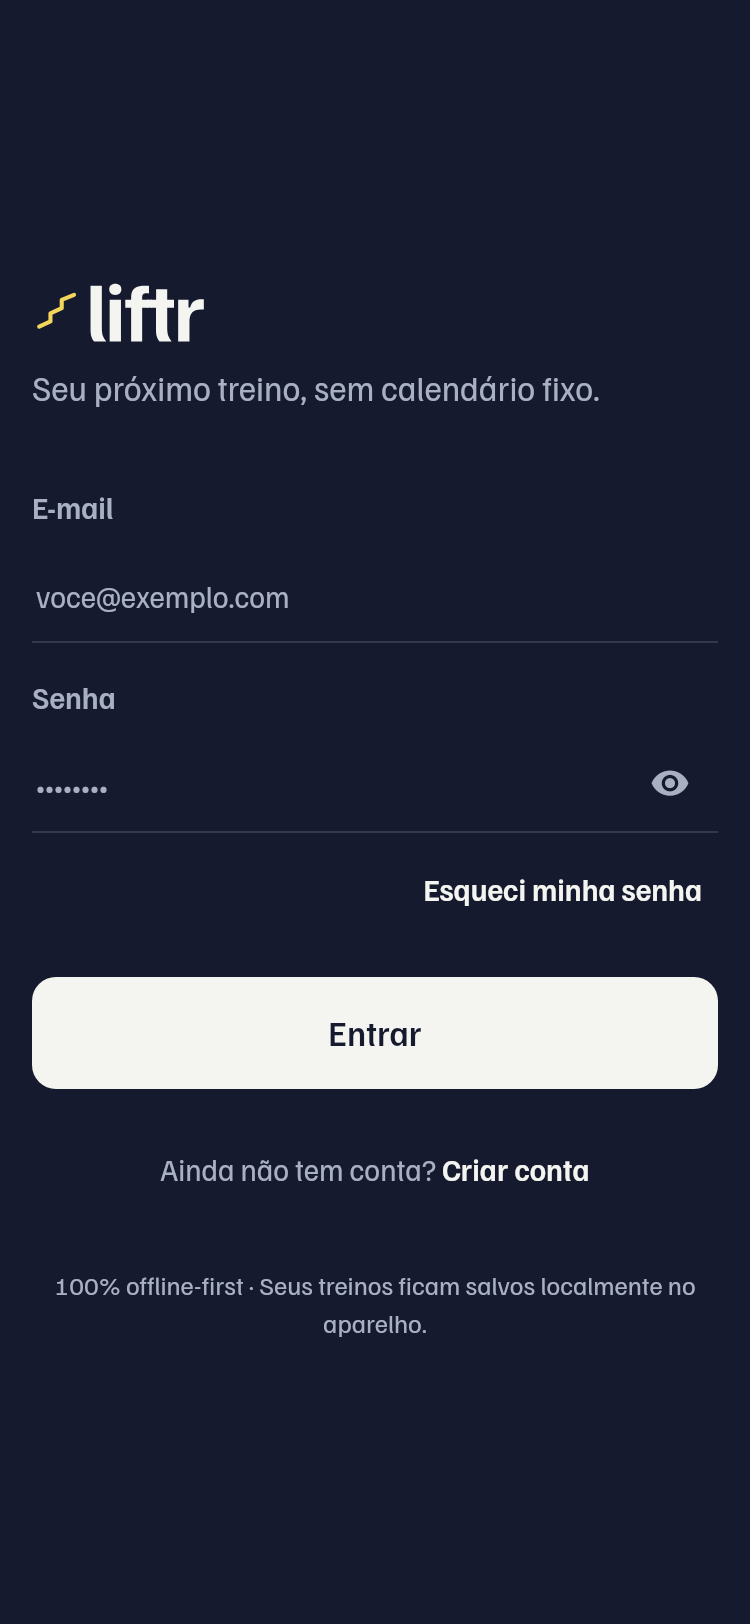 liftr
Seu próximo treino, sem calendário fixo.
E-mail
voce@exemplo.com
Senha
••••••••
Esqueci minha senha
Entrar
Ainda não tem conta? Criar conta
100% offline-first · Seus treinos ficam salvos localmente no
aparelho.